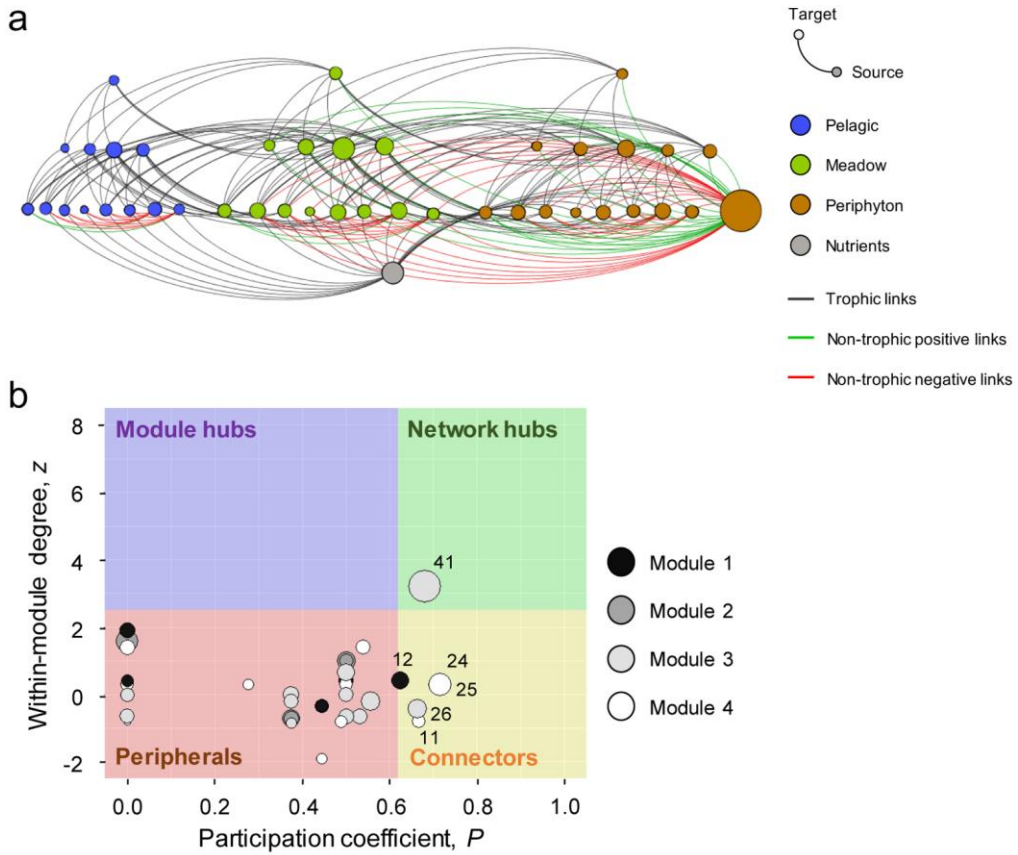 a
Target
Source
Pelagic
Meadow
Periphyton
Nutrients
Trophic links
Non-trophic positive links
Non-trophic negative links
b
Module hubs
Network hubs
Peripherals
Connectors
8
6
4
2
0
-2
Within-module degree, z
41
12
24
25
26
11
0.0 0.2 0.4 0.6 0.8 1.0
Participation coefficient, P
Module 1
Module 2
Module 3
Module 4